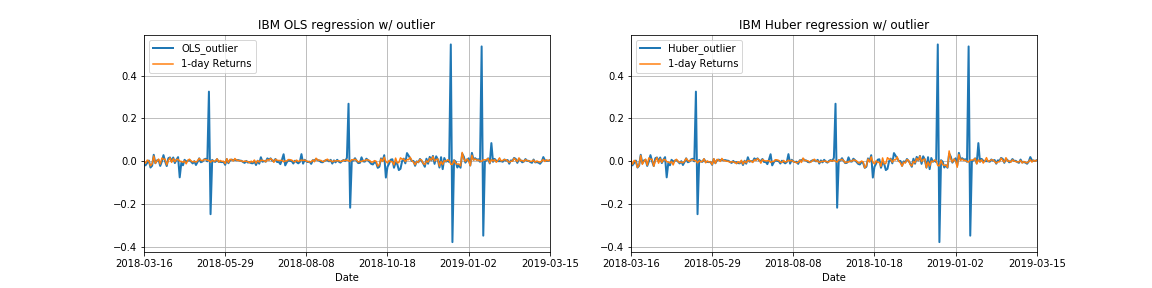 IBM OLS regression w/ outlier
OLS_outlier
1-day Returns
0.4
0.2
0.0
−0.2
−0.4
2018-03-16 2018-05-29 2018-08-08 2018-10-18 2019-01-02 2019-03-15
Date
IBM Huber regression w/ outlier
Huber_outlier
1-day Returns
0.4
0.2
0.0
−0.2
−0.4
2018-03-16 2018-05-29 2018-08-08 2018-10-18 2019-01-02 2019-03-15
Date